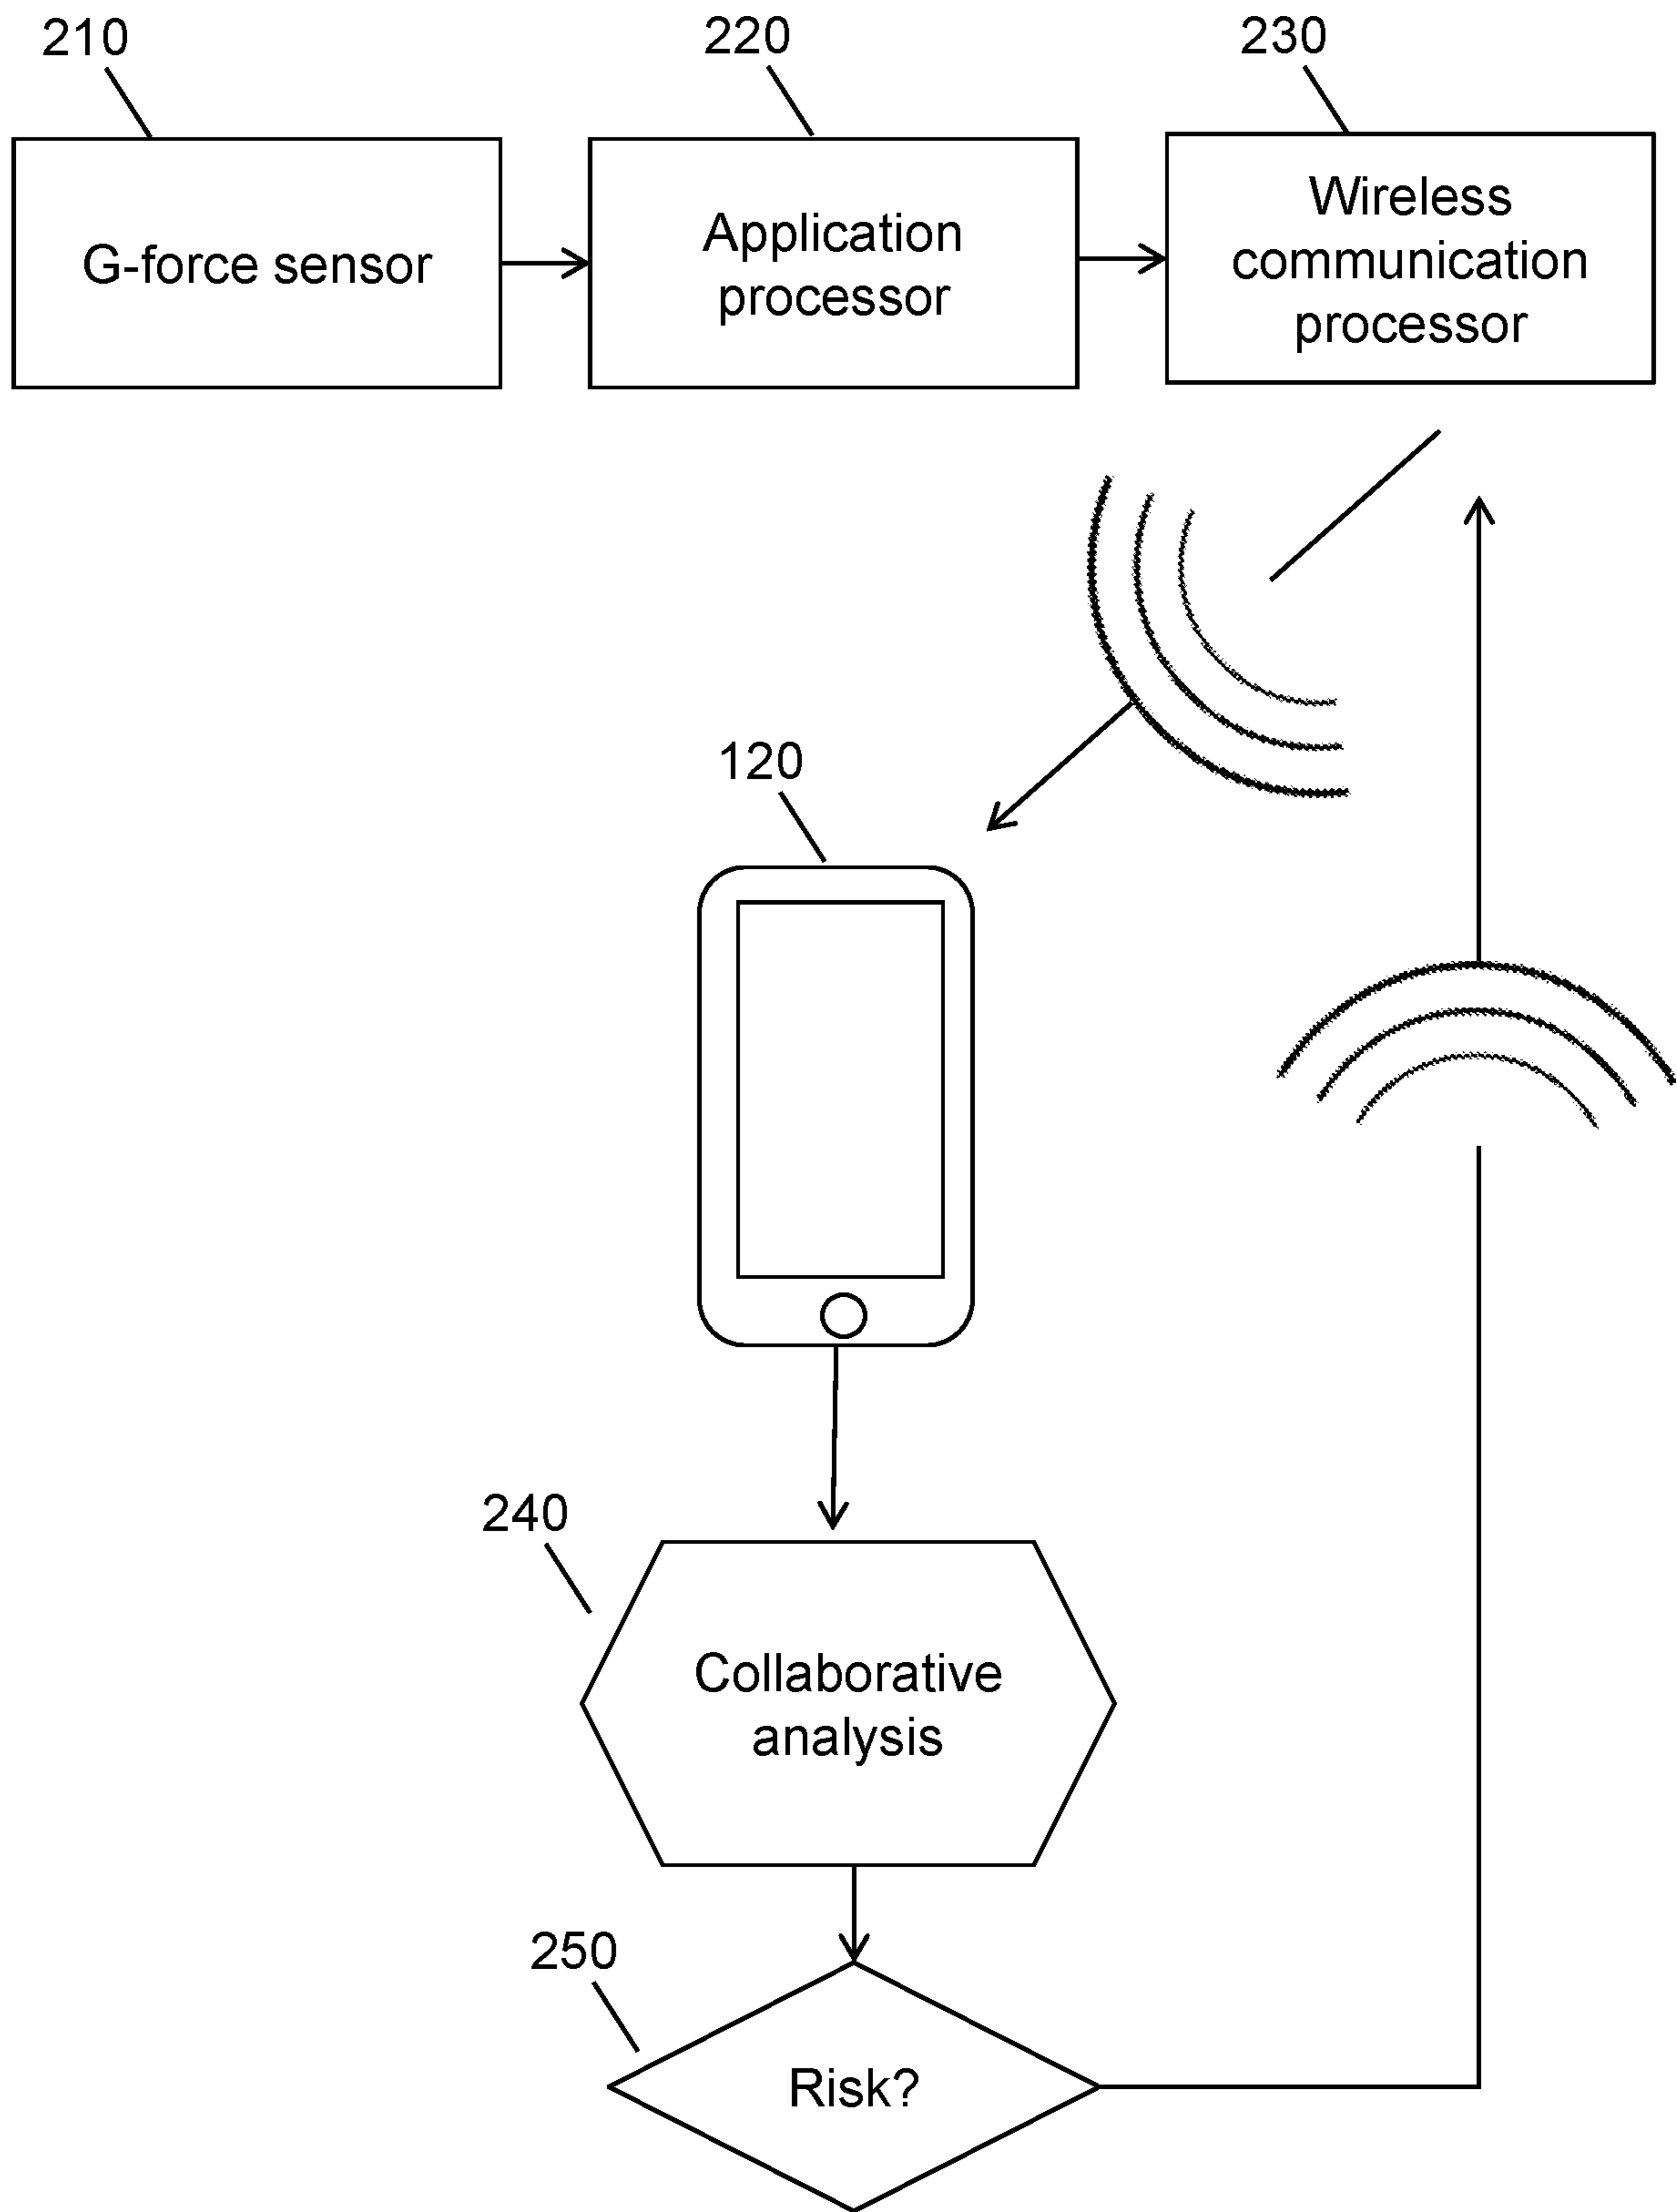 210
220
230
G-force sensor
Application
processor
Wireless
communication
processor
120
240
Collaborative
analysis
250
Risk?